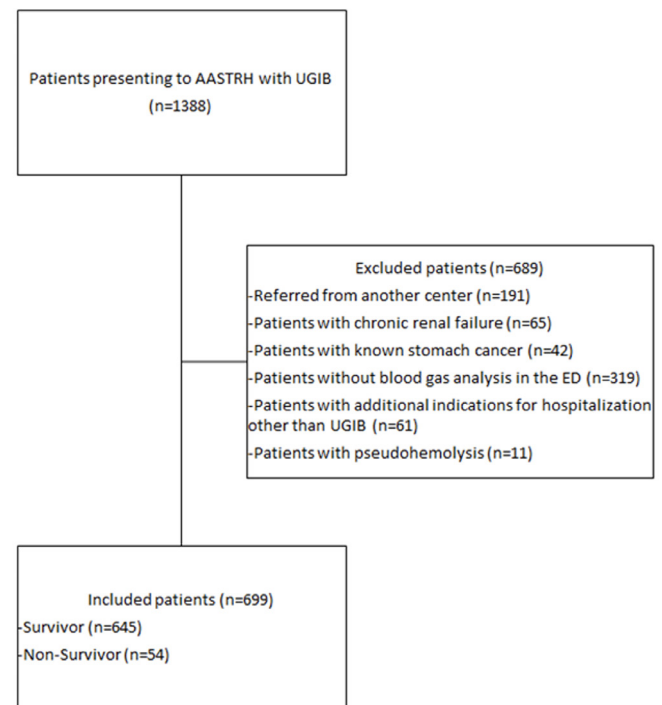 Patients presenting to AASTRH with UGIB
(n=1388)
Excluded patients (n=689)
-Referred from another center (n=191)
-Patients with chronic renal failure (n=65)
-Patients with known stomach cancer (n=42)
-Patients without blood gas analysis in the ED (n=319)
-Patients with additional indications for hospitalization
other than UGIB (n=61)
-Patients with pseudohemolysis (n=11)
Included patients (n=699)
-Survivor (n=645)
-Non-Survivor (n=54)